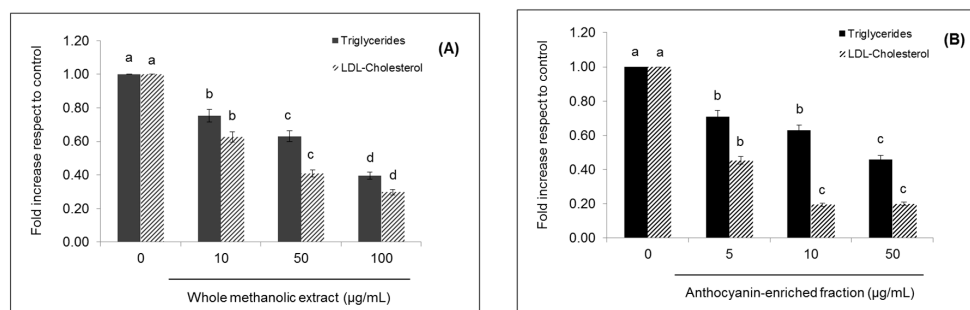 1.20
1.00
0.80
0.60
0.40
0.20
0.00
Fold increase respect to control
Triglycerides
LDL-Cholesterol
(A)
a a
b b
c c
d d
0 10 50 100
Whole methanolic extract (µg/mL)
1.20
1.00
0.80
0.60
0.40
0.20
0.00
Fold increase respect to control
Triglycerides
LDL-Cholesterol
(B)
a a
b b
b c
c c
0 5 10 50
Anthocyanin-enriched fraction (µg/mL)